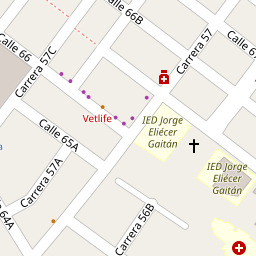 Calle 66B
Calle 66
Carrera 57C
Carrera 57
Vetlife
IED Jorge
Eliécer
Gaitán
Calle 65A
IED Jorge
Eliécer
Gaitán
Carrera 57A
Carrera 56B
64A